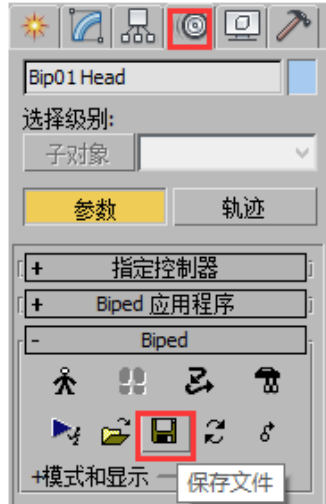 Bip01 Head
选择级别:
子对象
参数 轨迹
+ 指定控制器
+ Biped 应用程序
- Biped
+模式和显示
保存文件